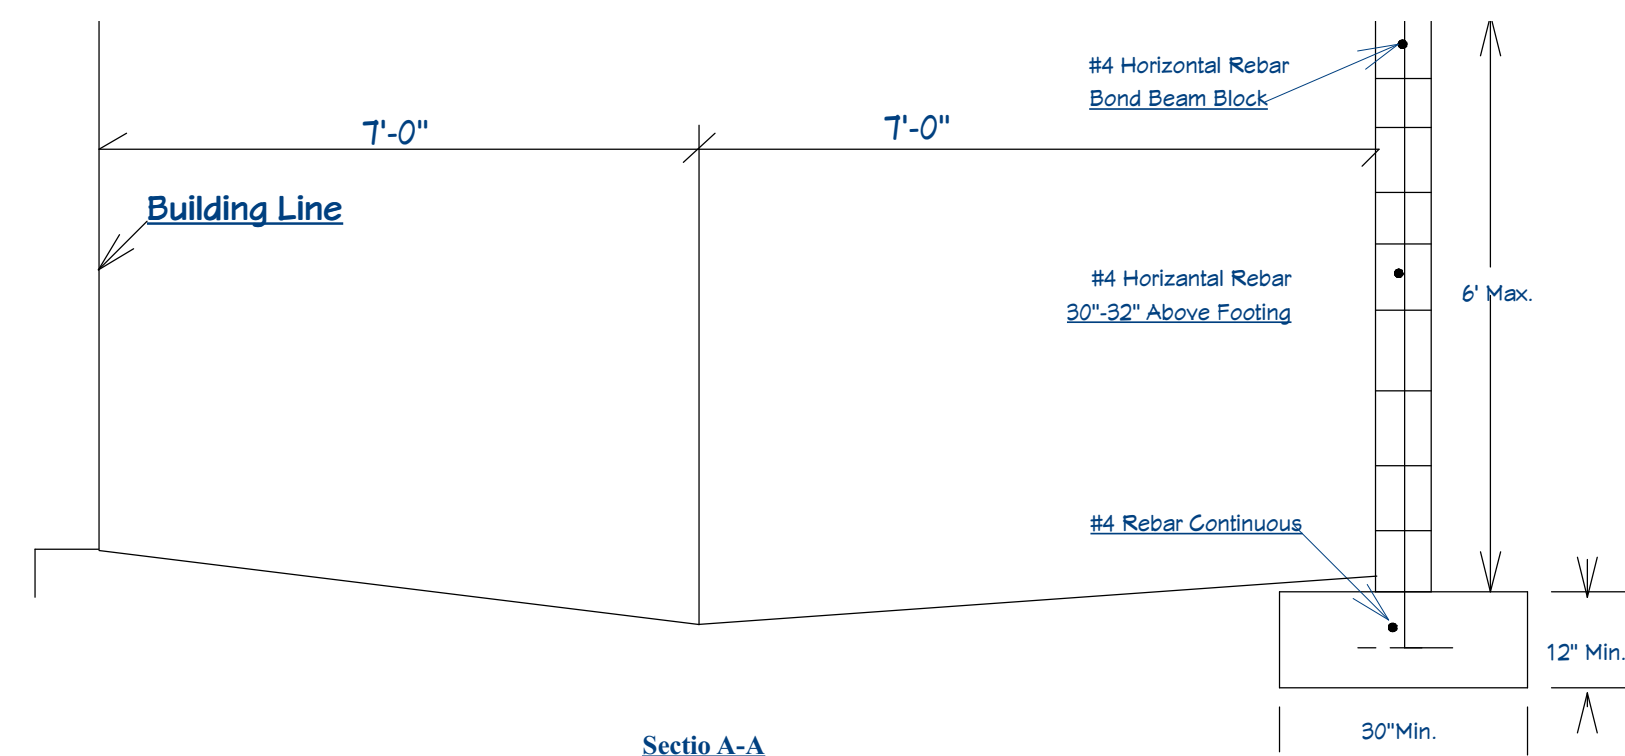 #4 Horizontal Rebar
Bond Beam Block
7'-0"
7'-0"
Building Line
#4 Horizantal Rebar
30"-32" Above Footing
6' Max.
#4 Rebar Continuous
12" Min.
30"Min.
Sectio A-A